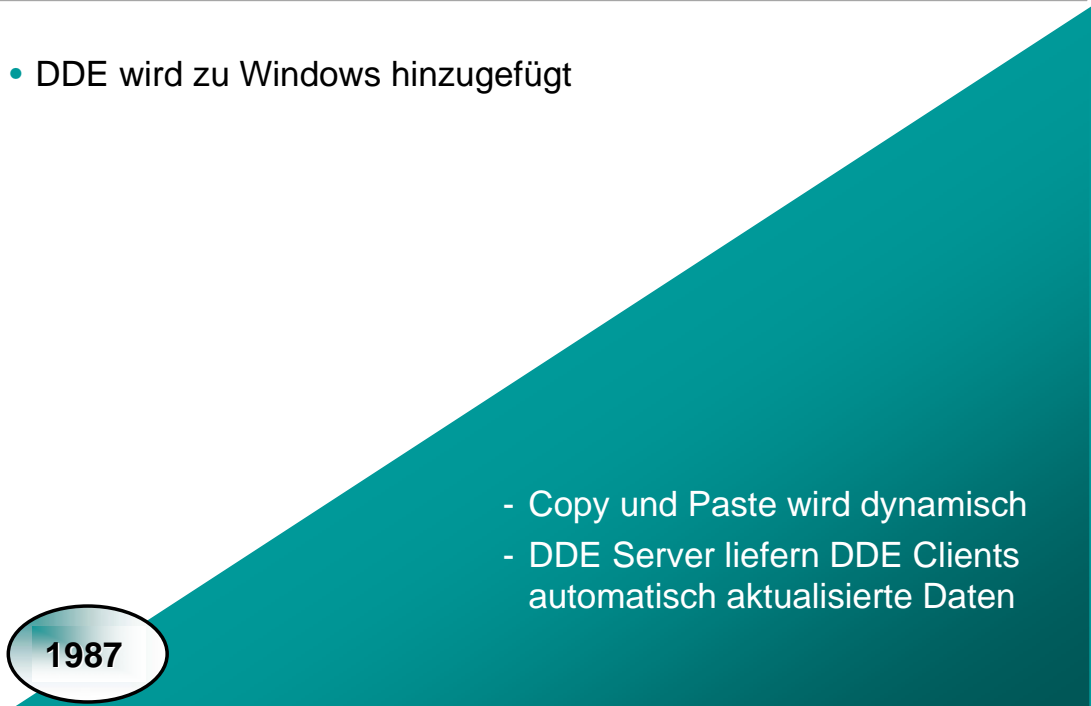 • DDE wird zu Windows hinzugefügt
- Copy und Paste wird dynamisch
- DDE Server liefern DDE Clients
automatisch aktualisierte Daten
1987